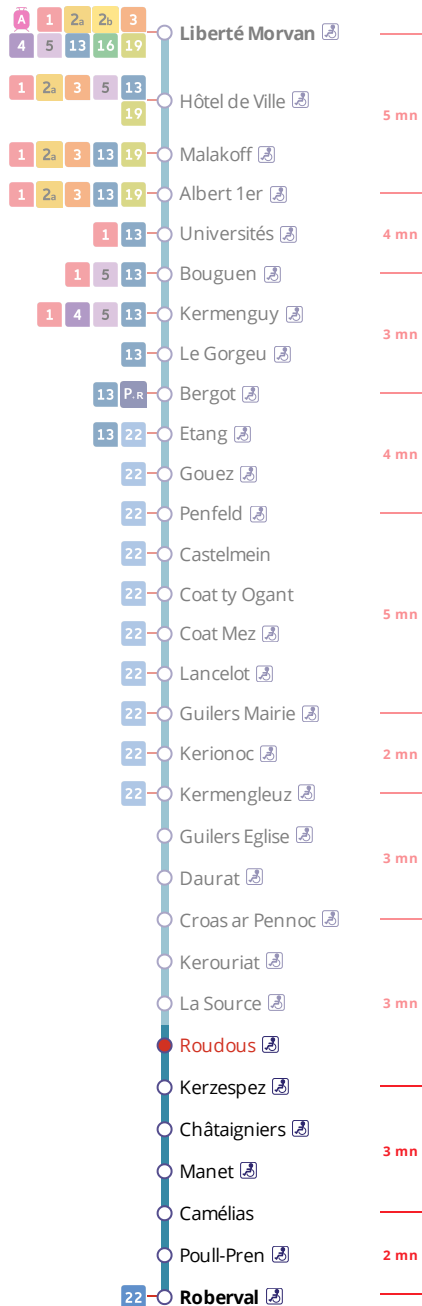 A 1 2a 2b 3
4 5 13 16 19
Liberté Morvan
1 2a 3 5 13
19
Hôtel de Ville
5 mn
1 2a 3 13 19 Malakoff
1 2a 3 13 19 Albert 1er
1 13 Universités 4 mn
1 5 13 Bouguen
1 4 5 13 Kermenguy
3 mn
13 Le Gorgeu
13 P+R Bergot
13 22 Etang
4 mn
22 Gouez
22 Penfeld
22 Castelmein
22 Coat ty Ogant
5 mn
22 Coat Mez
22 Lancelot
22 Guilers Mairie
22 Kerionoc 2 mn
22 Kermengleuz
Guilers Eglise
3 mn
Daurat
Croas ar Pennoc
Kerouriat
La Source 3 mn
Roudous
Kerzespez
Châtaigniers
3 mn
Manet
Camélias
Poull-Pren 2 mn
22 Roberval